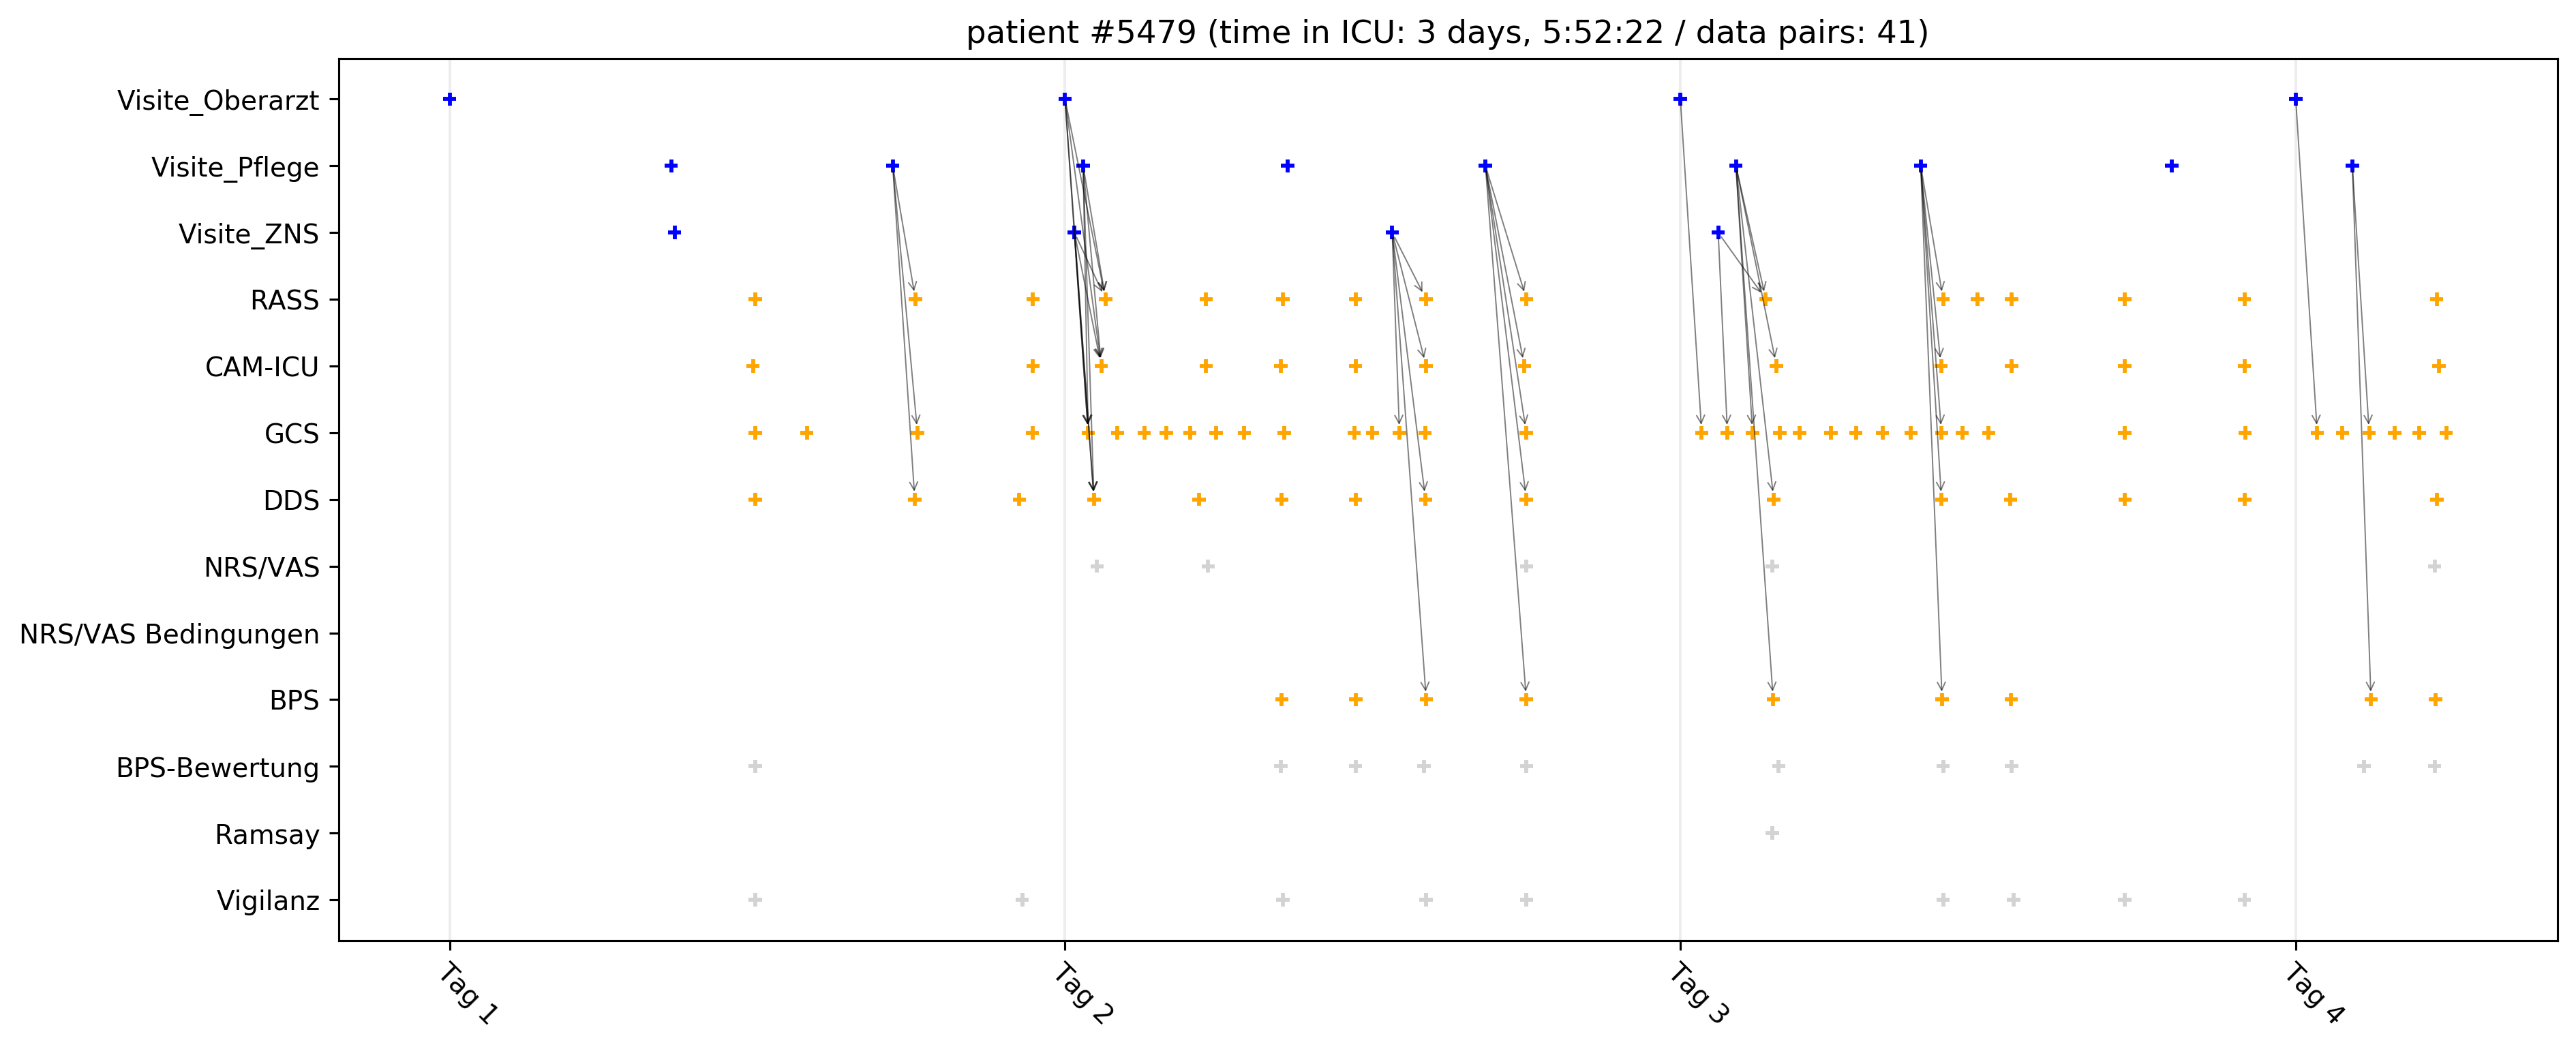 patient #5479 (time in ICU: 3 days, 5:52:22 / data pairs: 41)
Visite_Oberarzt
Visite_Pflege
Visite_ZNS
RASS
CAM-ICU
GCS
DDS
NRS/VAS
NRS/VAS Bedingungen
BPS
BPS-Bewertung
Ramsay
Vigilanz
Tag 1
Tag 2
Tag 3
Tag 4